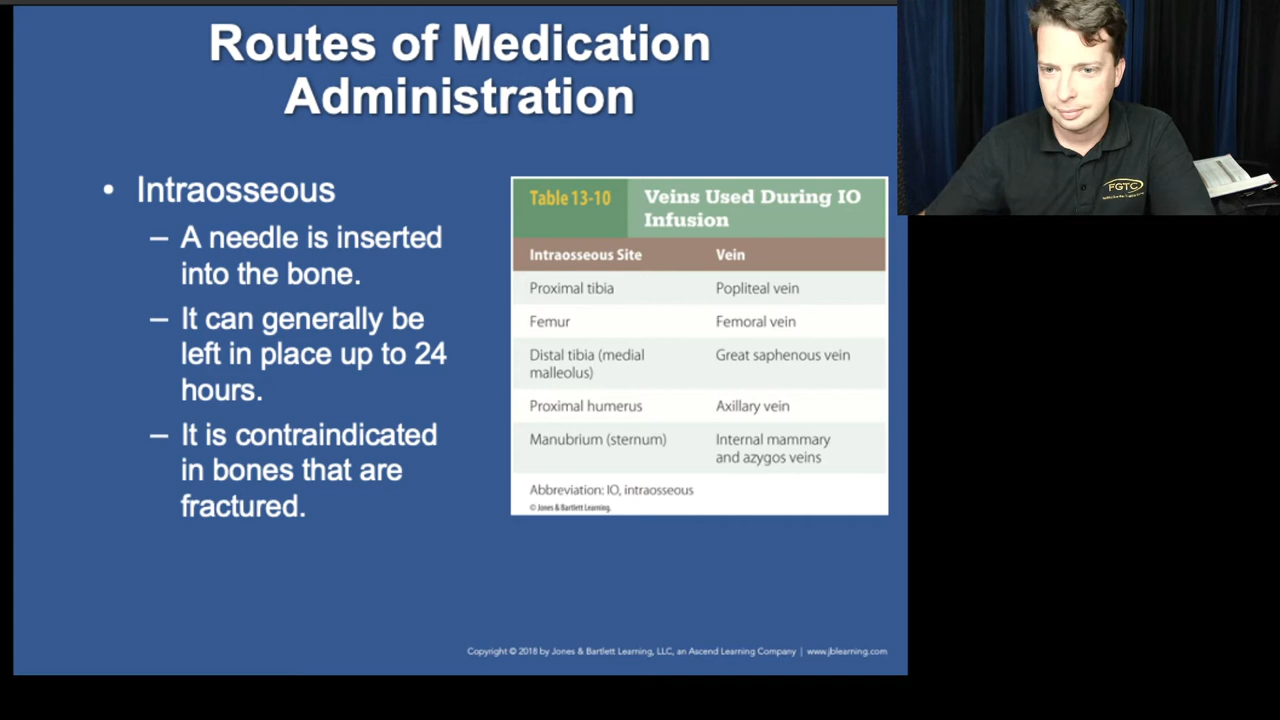 Routes of Medication
Administration
• Intraosseous
– A needle is inserted
into the bone.
– It can generally be
left in place up to 24
hours.
– It is contraindicated
in bones that are
fractured.
Table 13-10 Veins Used During IO
Infusion
Intraosseous Site Vein
Proximal tibia Popliteal vein
Femur Femoral vein
Distal tibia (medial Great saphenous vein
malleolus)
Proximal humerus Axillary vein
Manubrium (sternum) Internal mammary
and azygos veins
Abbreviation: IO, intraosseous
© Jones & Bartlett Learning.
Copyright © 2018 by Jones & Bartlett Learning, LLC, an Ascend Learning Company | www.jblearning.com
FGTC